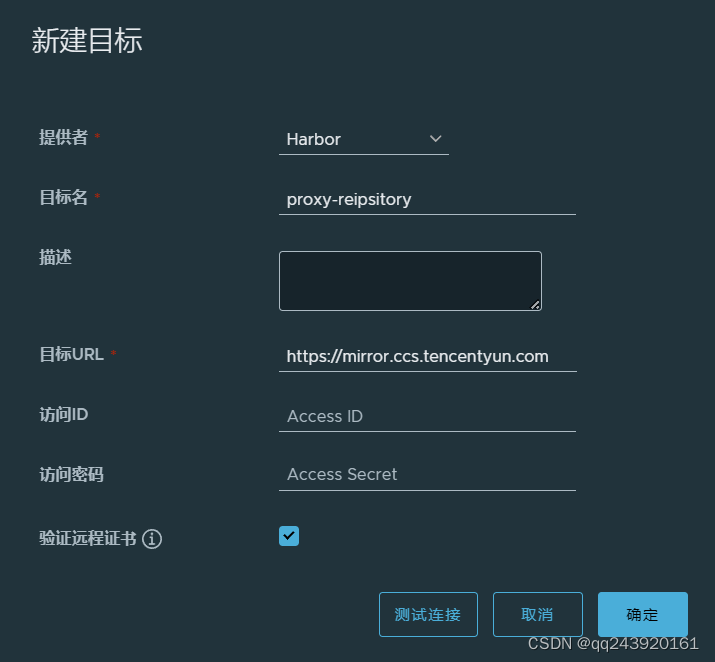 新建目标
提供者 *
Harbor
目标名 *
proxy-reipsitory
描述
目标URL *
https://mirror.ccs.tencentyun.com
访问ID
Access ID
访问密码
Access Secret
验证远程证书
测试连接
取消
确定
CSDN @qq243920161